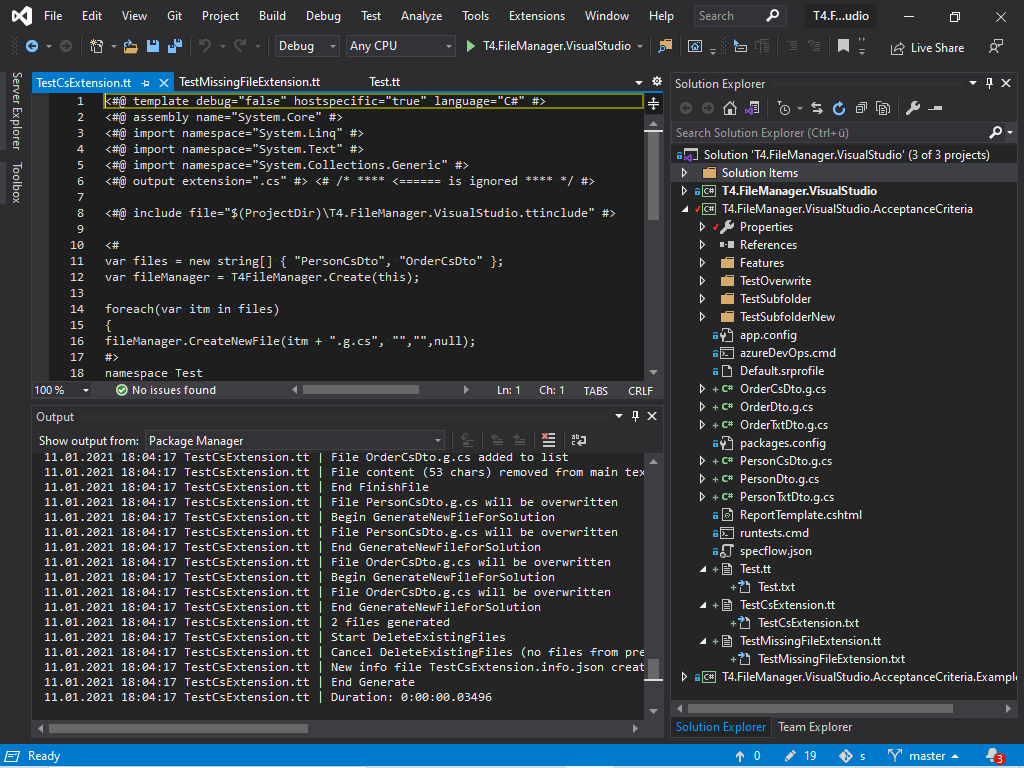 File Edit View Git Project Build Debug Test Analyze Tools Extensions Window Help Search T4.F...udio
Debug Any CPU T4.FileManager.VisualStudio Live Share
Server Explorer
Toolbox
TestCsExtension.tt TestMissingFileExtension.tt Test.tt
1 <#@ template debug="false" hostspecific="true" language="C#" #>
2 <#@ assembly name="System.Core" #>
3 <#@ import namespace="System.Linq" #>
4 <#@ import namespace="System.Text" #>
5 <#@ import namespace="System.Collections.Generic" #>
6 <#@ output extension=".cs" #> <# /* **** <====== is ignored **** */ #>
7
8 <#@ include file="$(ProjectDir)\T4.FileManager.VisualStudio.ttinclude" #>
9
10 <#
11 var files = new string[] { "PersonCsDto", "OrderCsDto" };
12 var fileManager = T4FileManager.Create(this);
13
14 foreach(var itm in files)
15 {
16 fileManager.CreateNewFile(itm + ".g.cs", "","",null);
17 #>
18 namespace Test
100 % No issues found Ln: 1 Ch: 1 TABS CRLF
Output
Show output from: Package Manager
11.01.2021 18:04:17 TestCsExtension.tt | File OrderCsDto.g.cs added to list
11.01.2021 18:04:17 TestCsExtension.tt | File content (53 chars) removed from main tex
11.01.2021 18:04:17 TestCsExtension.tt | End FinishFile
11.01.2021 18:04:17 TestCsExtension.tt | File PersonCsDto.g.cs will be overwritten
11.01.2021 18:04:17 TestCsExtension.tt | Begin GenerateNewFileForSolution
11.01.2021 18:04:17 TestCsExtension.tt | File PersonCsDto.g.cs will be overwritten
11.01.2021 18:04:17 TestCsExtension.tt | End GenerateNewFileForSolution
11.01.2021 18:04:17 TestCsExtension.tt | File OrderCsDto.g.cs will be overwritten
11.01.2021 18:04:17 TestCsExtension.tt | Begin GenerateNewFileForSolution
11.01.2021 18:04:17 TestCsExtension.tt | File OrderCsDto.g.cs will be overwritten
11.01.2021 18:04:17 TestCsExtension.tt | End GenerateNewFileForSolution
11.01.2021 18:04:17 TestCsExtension.tt | 2 files generated
11.01.2021 18:04:17 TestCsExtension.tt | Start DeleteExistingFiles
11.01.2021 18:04:17 TestCsExtension.tt | Cancel DeleteExistingFiles (no files from pre
11.01.2021 18:04:17 TestCsExtension.tt | New info file TestCsExtension.info.json creat
11.01.2021 18:04:17 TestCsExtension.tt | End Generate
11.01.2021 18:04:17 TestCsExtension.tt | Duration: 0:00:00.03496
Solution Explorer
Search Solution Explorer (Ctrl+ü)
Solution 'T4.FileManager.VisualStudio' (3 of 3 projects)
Solution Items
T4.FileManager.VisualStudio
T4.FileManager.VisualStudio.AcceptanceCriteria
Properties
References
Features
TestOverwrite
TestSubfolder
TestSubfolderNew
app.config
azureDevOps.cmd
Default.srprofile
OrderCsDto.g.cs
OrderDto.g.cs
OrderTxtDto.g.cs
packages.config
PersonCsDto.g.cs
PersonDto.g.cs
PersonTxtDto.g.cs
ReportTemplate.cshtml
runtests.cmd
specflow.json
Test.tt
Test.txt
TestCsExtension.tt
TestCsExtension.txt
TestMissingFileExtension.tt
TestMissingFileExtension.txt
T4.FileManager.VisualStudio.AcceptanceCriteria.Example
Solution Explorer Team Explorer
Ready 0 19 s master 3